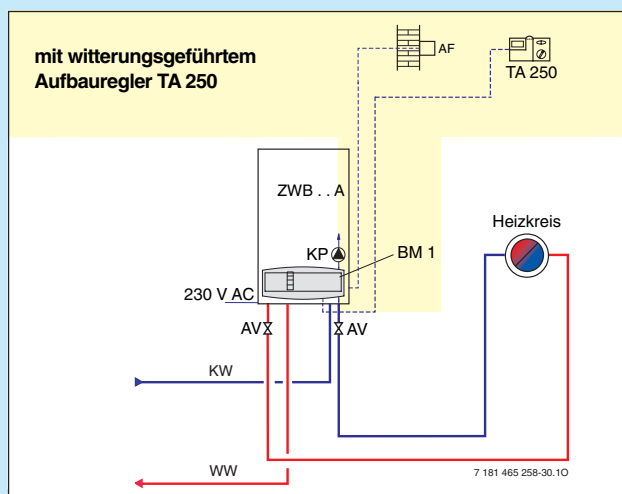 mit witterungsgeführtem
Aufbauregler TA 250
AF
TA 250
ZWB . . A
Heizkreis
KP
BM 1
230 V AC
AV
AV
KW
WW
7 181 465 258-30.1O